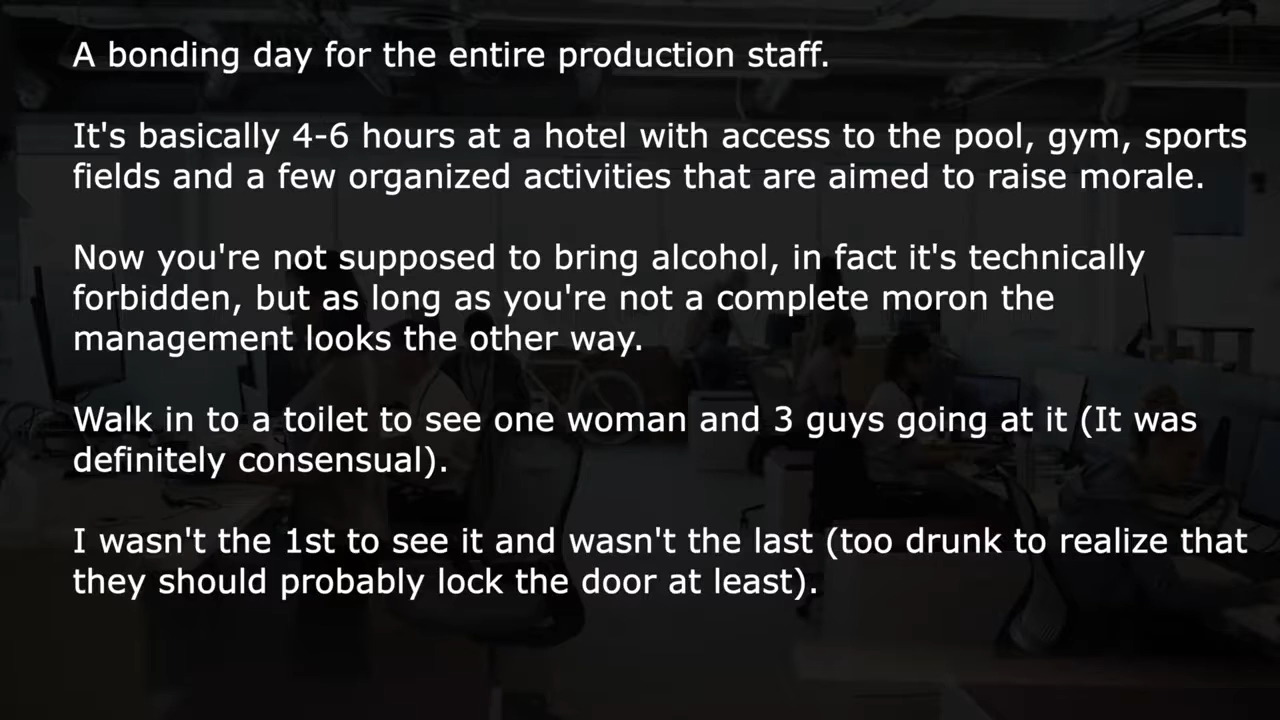 A bonding day for the entire production staff.
It's basically 4-6 hours at a hotel with access to the pool, gym, sports
fields and a few organized activities that are aimed to raise morale.
Now you're not supposed to bring alcohol, in fact it's technically
forbidden, but as long as you're not a complete moron the
management looks the other way.
Walk in to a toilet to see one woman and 3 guys going at it (It was
definitely consensual).
I wasn't the 1st to see it and wasn't the last (too drunk to realize that
they should probably lock the door at least).